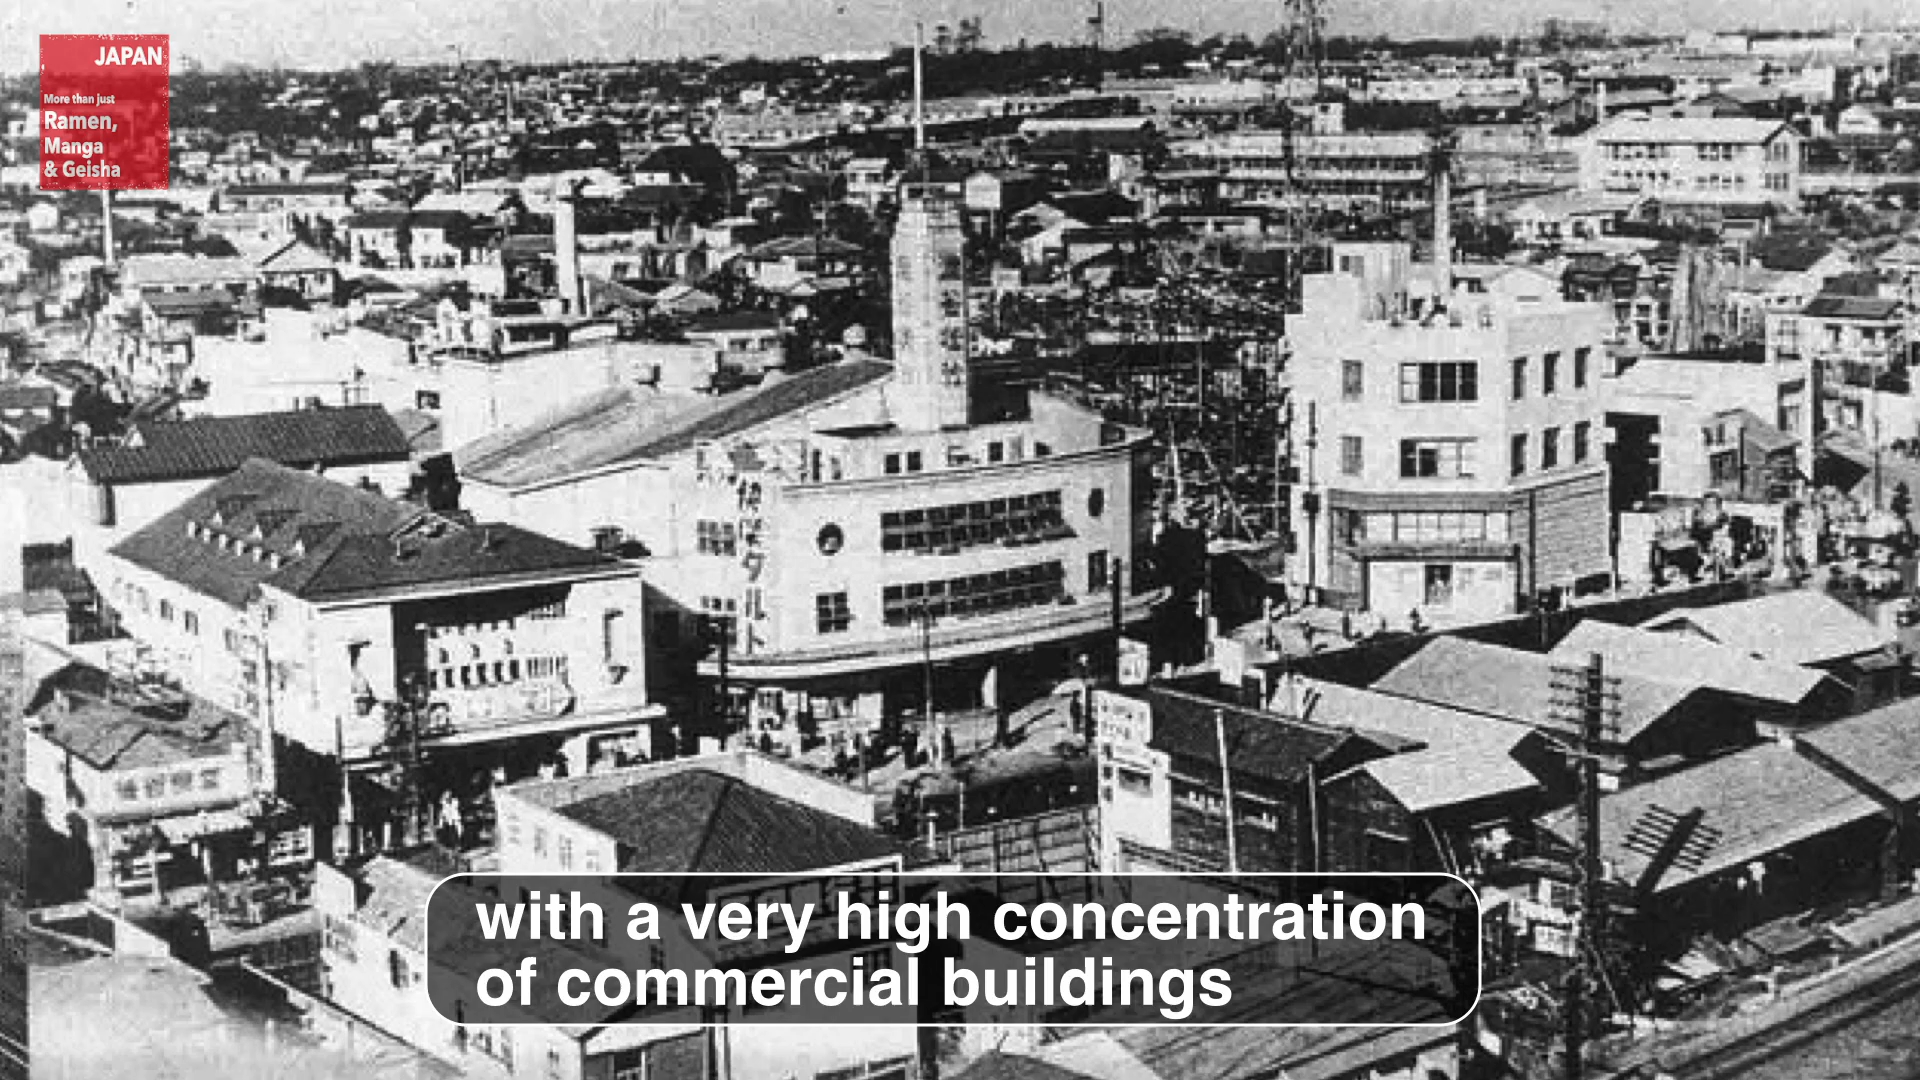 JAPAN
More than just
Ramen,
Manga
& Geisha
with a very high concentration
of commercial buildings